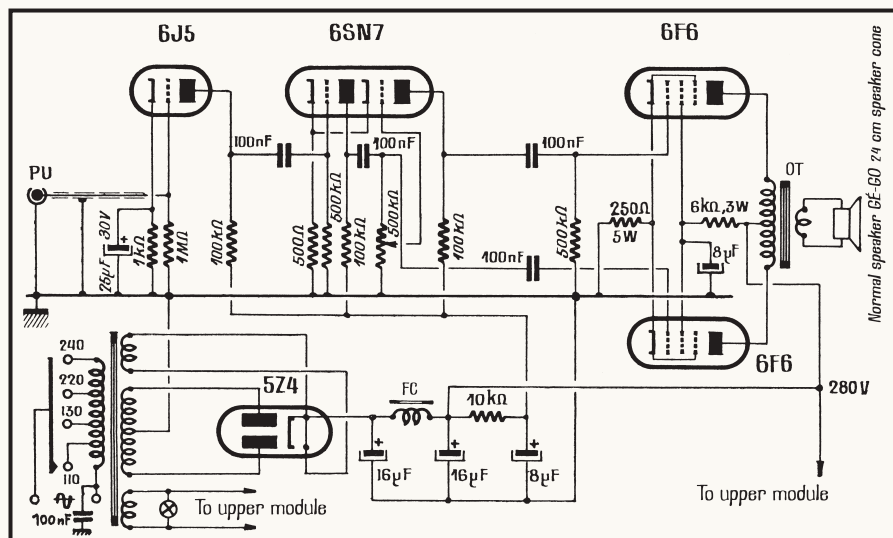 6J5
6SN7
6F6
PU
100nF
100nF
100nF
OT
25µF 30V
1kΩ
1MΩ
100kΩ
500Ω
500kΩ
100kΩ
500kΩ
100kΩ
500kΩ
250Ω
5W
6kΩ,3W
8µF
100nF
Normal speaker GÉ-GO 24 cm speaker cone
240
220
130
110
100nF
5Z4
FC
10kΩ
6F6
280V
16µF
16µF
8µF
To upper module
To upper module